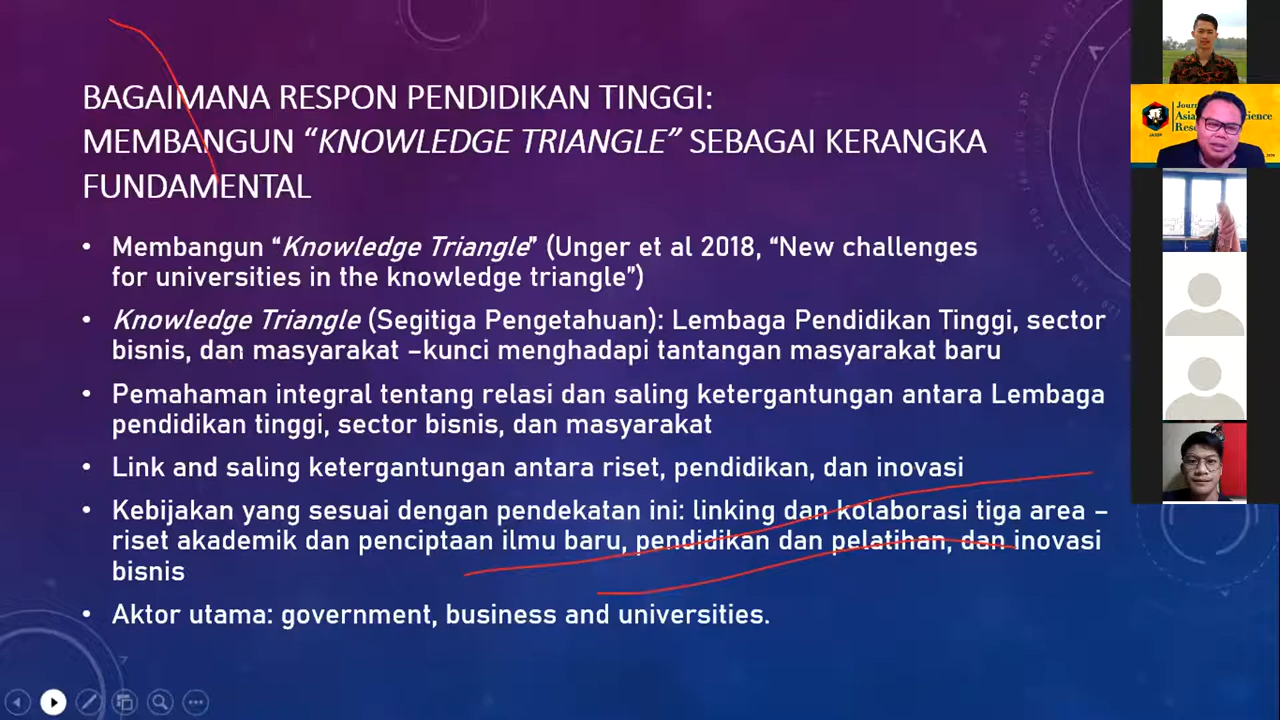 BAGAIMANA RESPON PENDIDIKAN TINGGI:
MEMBANGUN “KNOWLEDGE TRIANGLE” SEBAGAI KERANGKA
FUNDAMENTAL
• Membangun “Knowledge Triangle” (Unger et al 2018, “New challenges
for universities in the knowledge triangle”)
• Knowledge Triangle (Segitiga Pengetahuan): Lembaga Pendidikan Tinggi, sector
bisnis, dan masyarakat –kunci menghadapi tantangan masyarakat baru
• Pemahaman integral tentang relasi dan saling ketergantungan antara Lembaga
pendidikan tinggi, sector bisnis, dan masyarakat
• Link and saling ketergantungan antara riset, pendidikan, dan inovasi
• Kebijakan yang sesuai dengan pendekatan ini: linking dan kolaborasi tiga area –
riset akademik dan penciptaan ilmu baru, pendidikan dan pelatihan, dan inovasi
bisnis
• Aktor utama: government, business and universities.